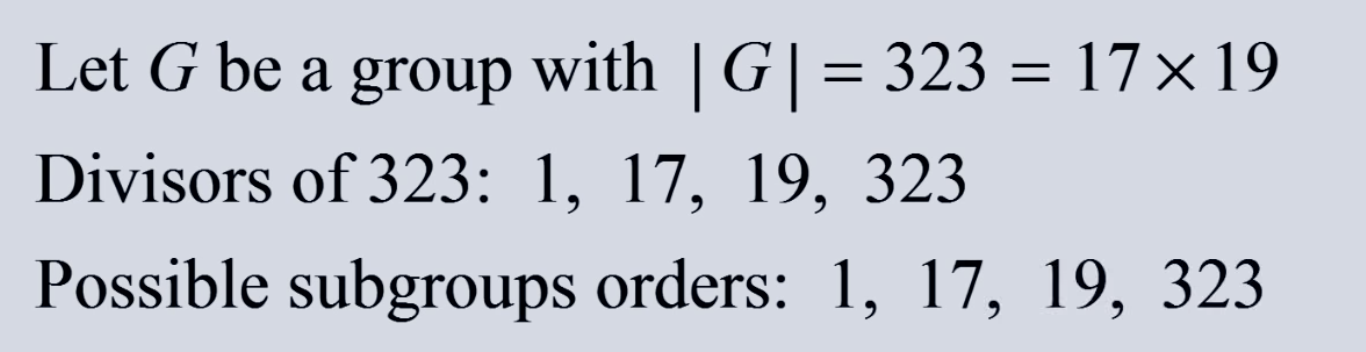 Let G be a group with | G | = 323 = 17 × 19
Divisors of 323: 1, 17, 19, 323
Possible subgroups orders: 1, 17, 19, 323